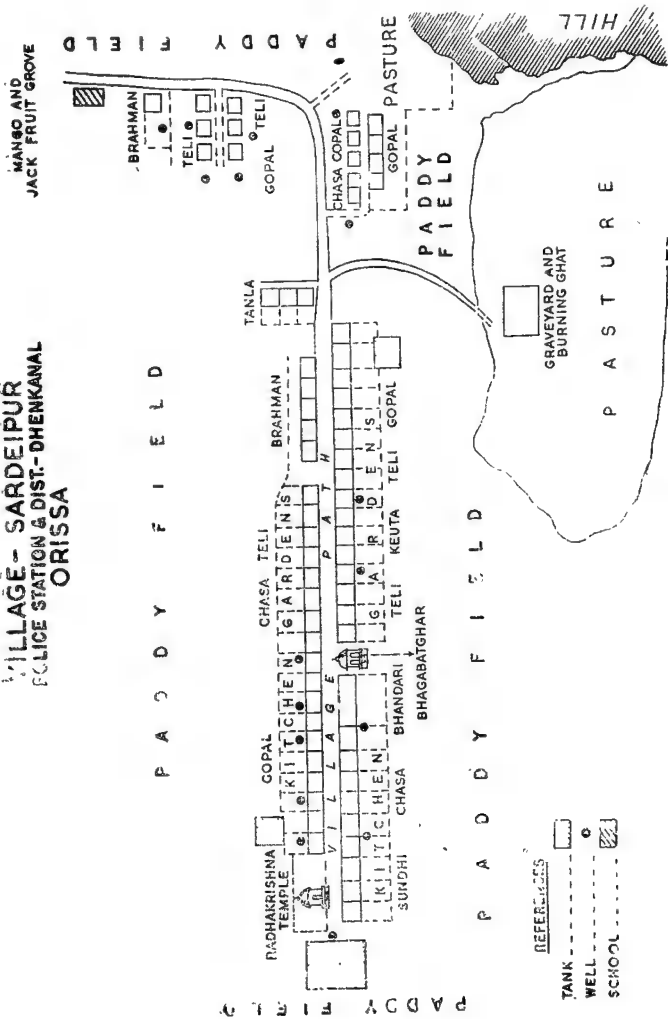 VILLAGE - SARDEIPUR
POLICE STATION & DIST.- DHENKANAL
ORISSA
MANGO AND
JACK FRUIT GROVE
PADDY FIELD
BRAHMAN
TELI
TELI
GOPAL
HILL
PASTURE
CHASA GOPAL
GOPAL
PADDY
FIELD
TANLA
PADDY FIELD
BRAHMAN
CHASA TELI
GOPAL
KITCHEN GARDENS
RADHAKRISHNA
TEMPLE
VILLAGE PATH
KITCHEN GARDENS
SUNDHI
CHASA
BHANDARI
BHAGABATGHAR
TELI
KEUTA
TELI
GOPAL
GRAVEYARD AND
BURNING GHAT
PASTURE
PADDY FIELD
PADDY FIELD
REFERENCES
TANK
WELL
SCHOOL